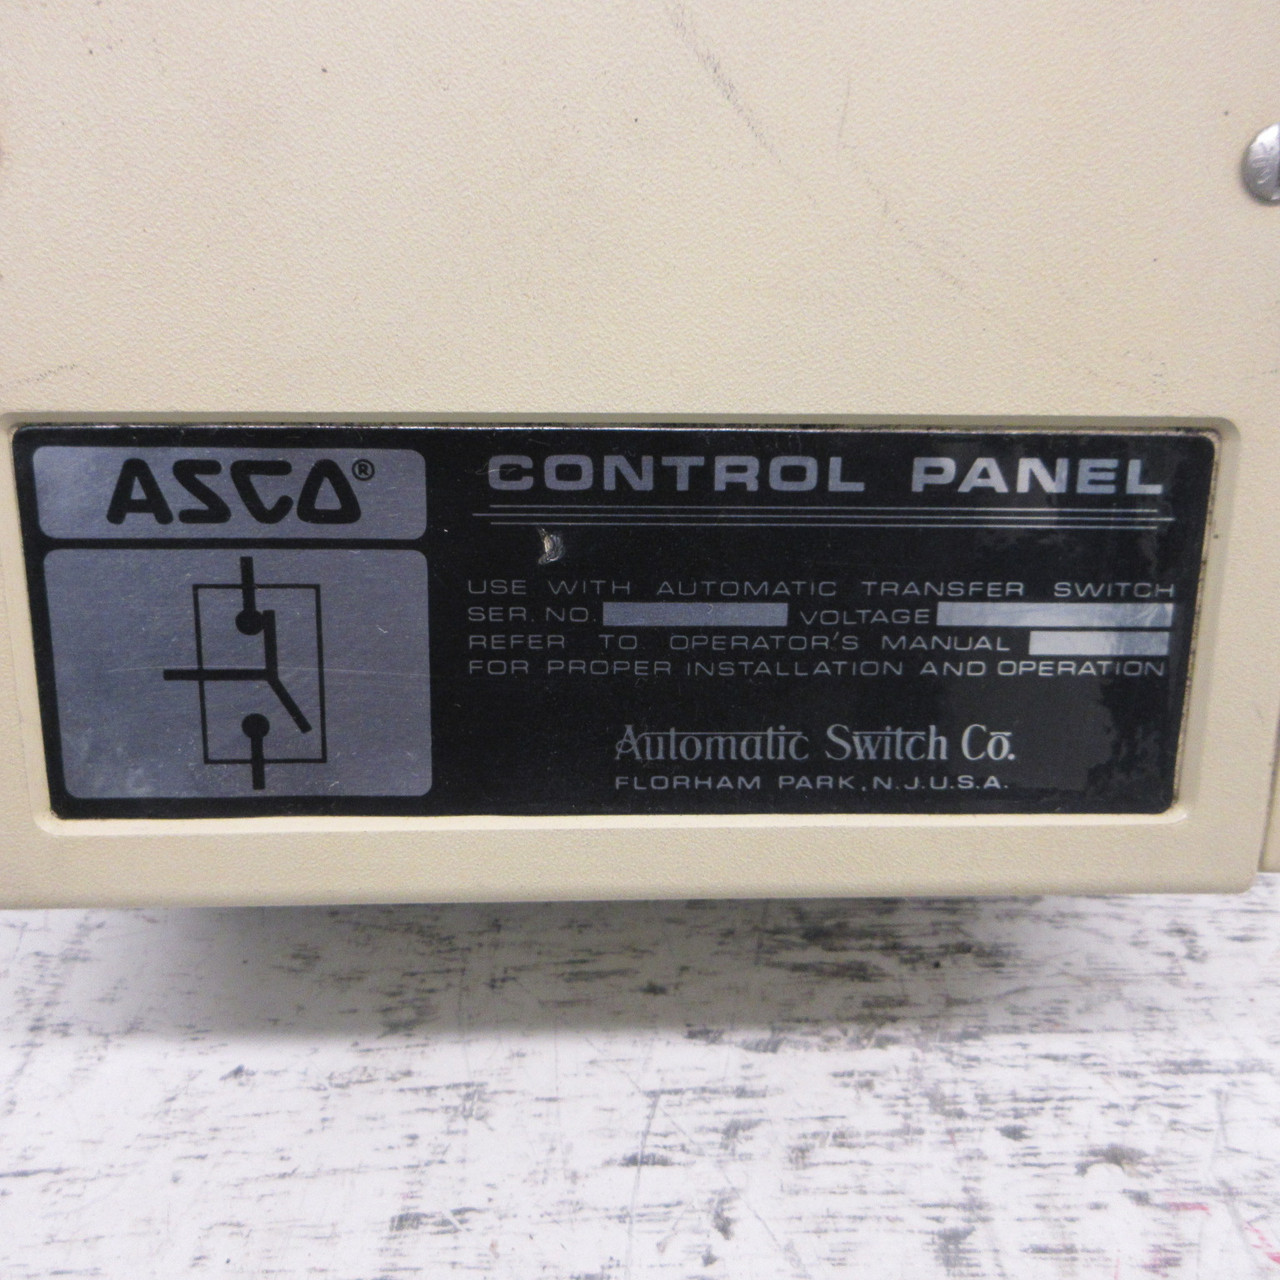 ASCO®
CONTROL PANEL
USE WITH AUTOMATIC TRANSFER SWITCH
SER. NO. VOLTAGE
REFER TO OPERATOR'S MANUAL
FOR PROPER INSTALLATION AND OPERATION
Automatic Switch Co.
FLORHAM PARK, N.J.U.S.A.